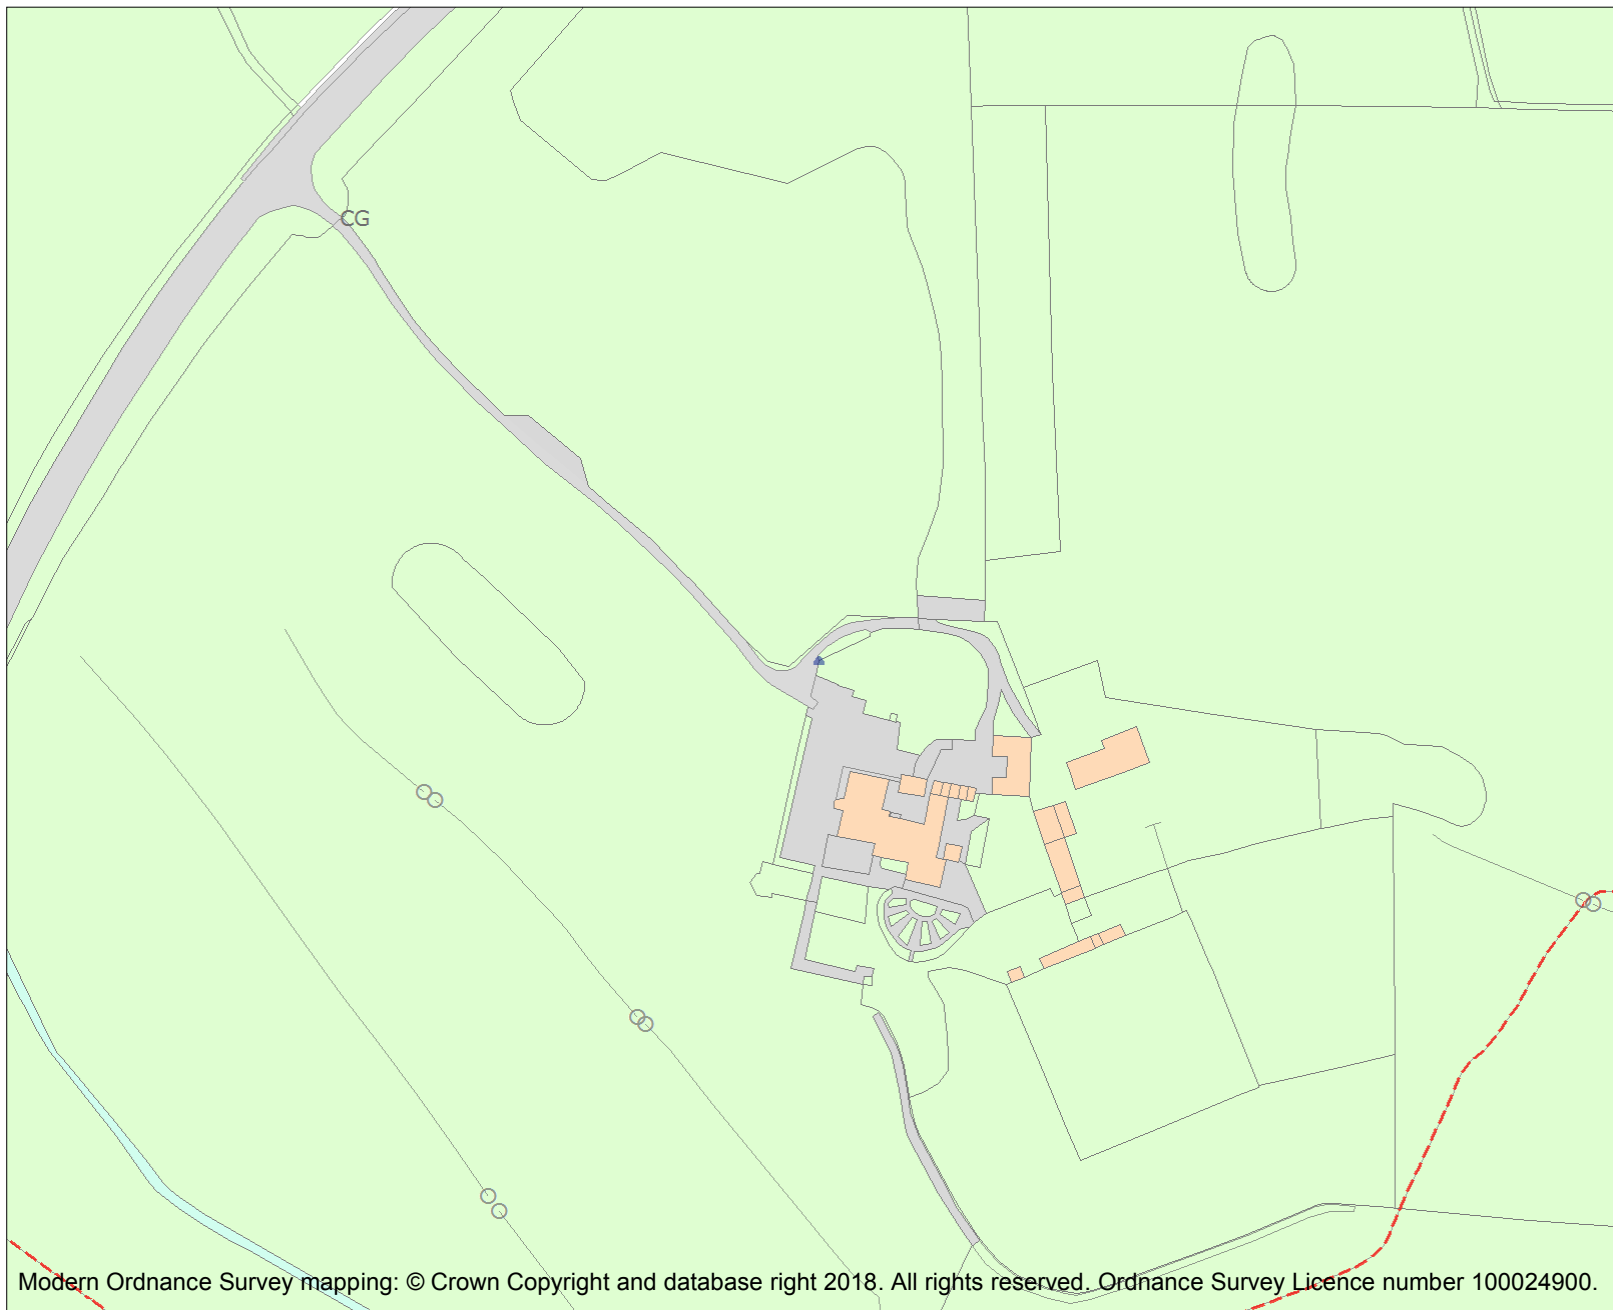 CG
Modern Ordnance Survey mapping: © Crown Copyright and database right 2018. All rights reserved. Ordnance Survey Licence number 100024900.